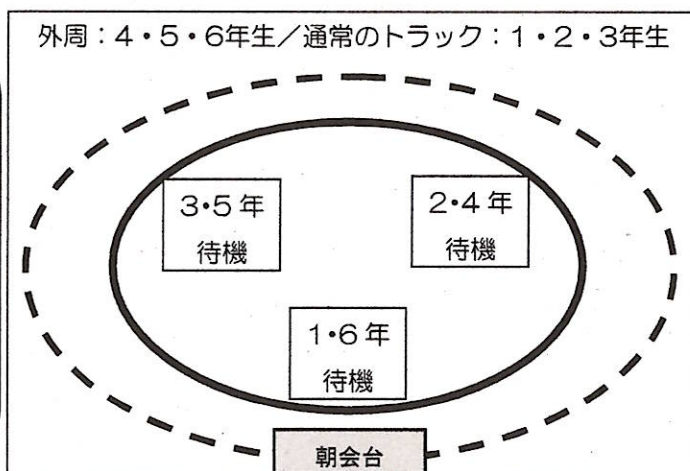 外周：4・5・6年生／通常のトラック：1・2・3年生
3・5年
待機
2・4年
待機
1・6年
待機
朝会台